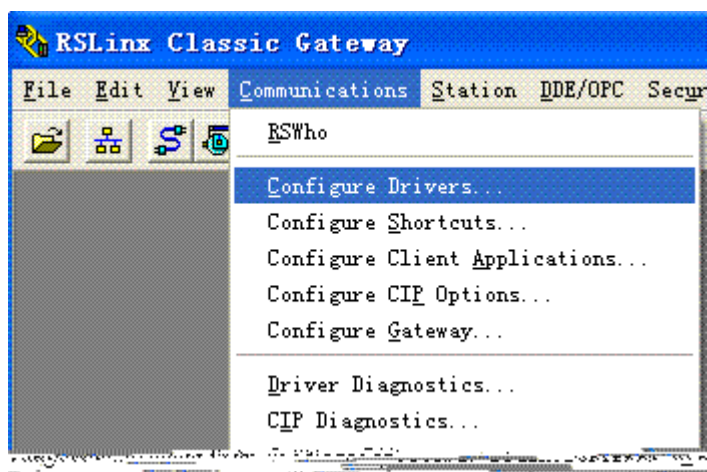 RSLinx Classic Gateway
File Edit View Communications Station DDE/OPC Secur
RSWho
Configure Drivers...
Configure Shortcuts...
Configure Client Applications...
Configure CIP Options...
Configure Gateway...
Driver Diagnostics...
CIP Diagnostics...